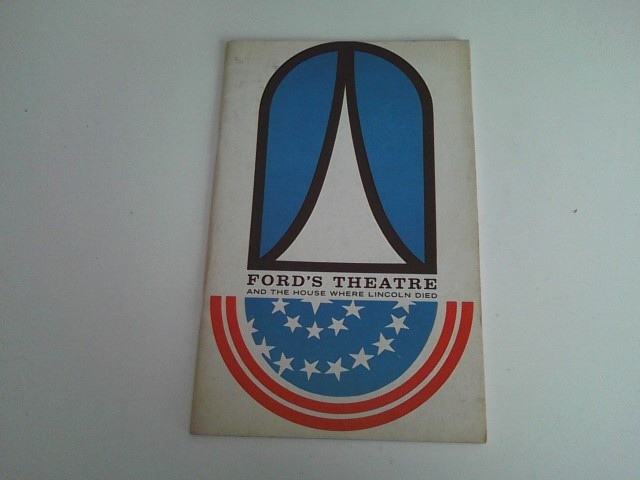 FORD'S THEATRE
AND THE HOUSE WHERE LINCOLN DIED